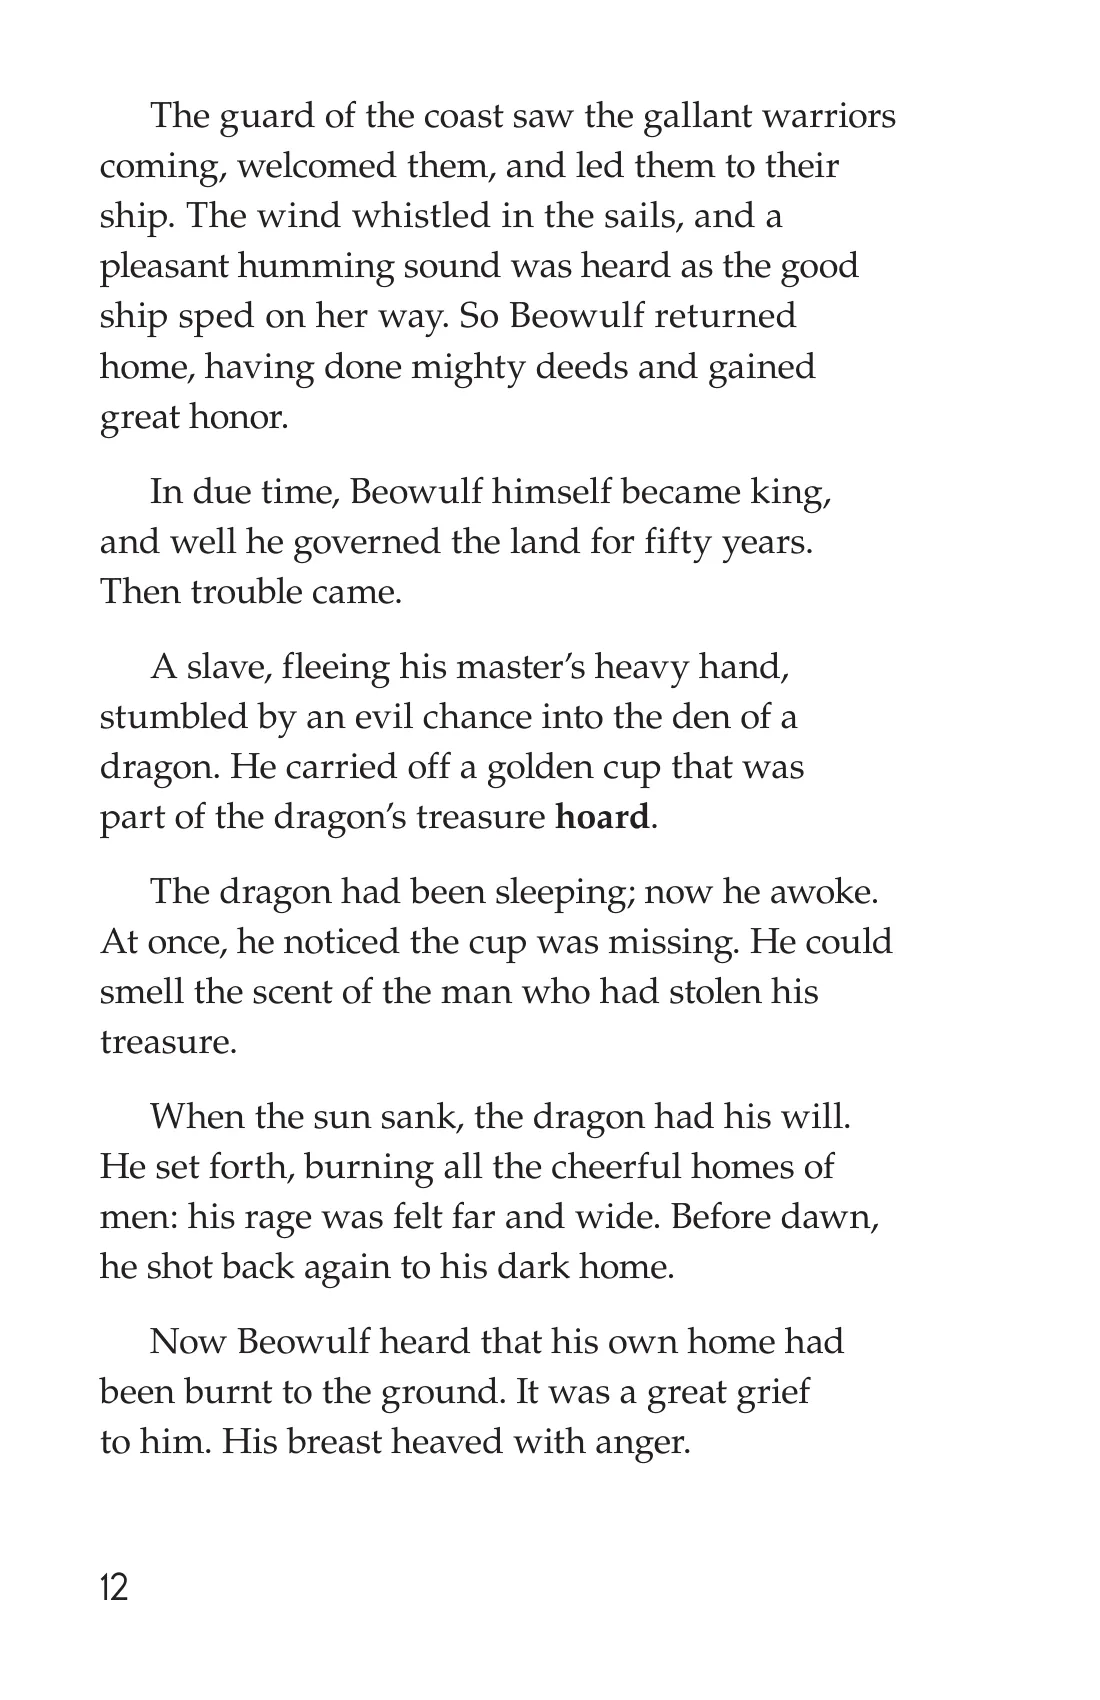 The guard of the coast saw the gallant warriors
coming, welcomed them, and led them to their
ship. The wind whistled in the sails, and a
pleasant humming sound was heard as the good
ship sped on her way. So Beowulf returned
home, having done mighty deeds and gained
great honor.
In due time, Beowulf himself became king,
and well he governed the land for fifty years.
Then trouble came.
A slave, fleeing his master’s heavy hand,
stumbled by an evil chance into the den of a
dragon. He carried off a golden cup that was
part of the dragon’s treasure hoard.
The dragon had been sleeping; now he awoke.
At once, he noticed the cup was missing. He could
smell the scent of the man who had stolen his
treasure.
When the sun sank, the dragon had his will.
He set forth, burning all the cheerful homes of
men: his rage was felt far and wide. Before dawn,
he shot back again to his dark home.
Now Beowulf heard that his own home had
been burnt to the ground. It was a great grief
to him. His breast heaved with anger.
12